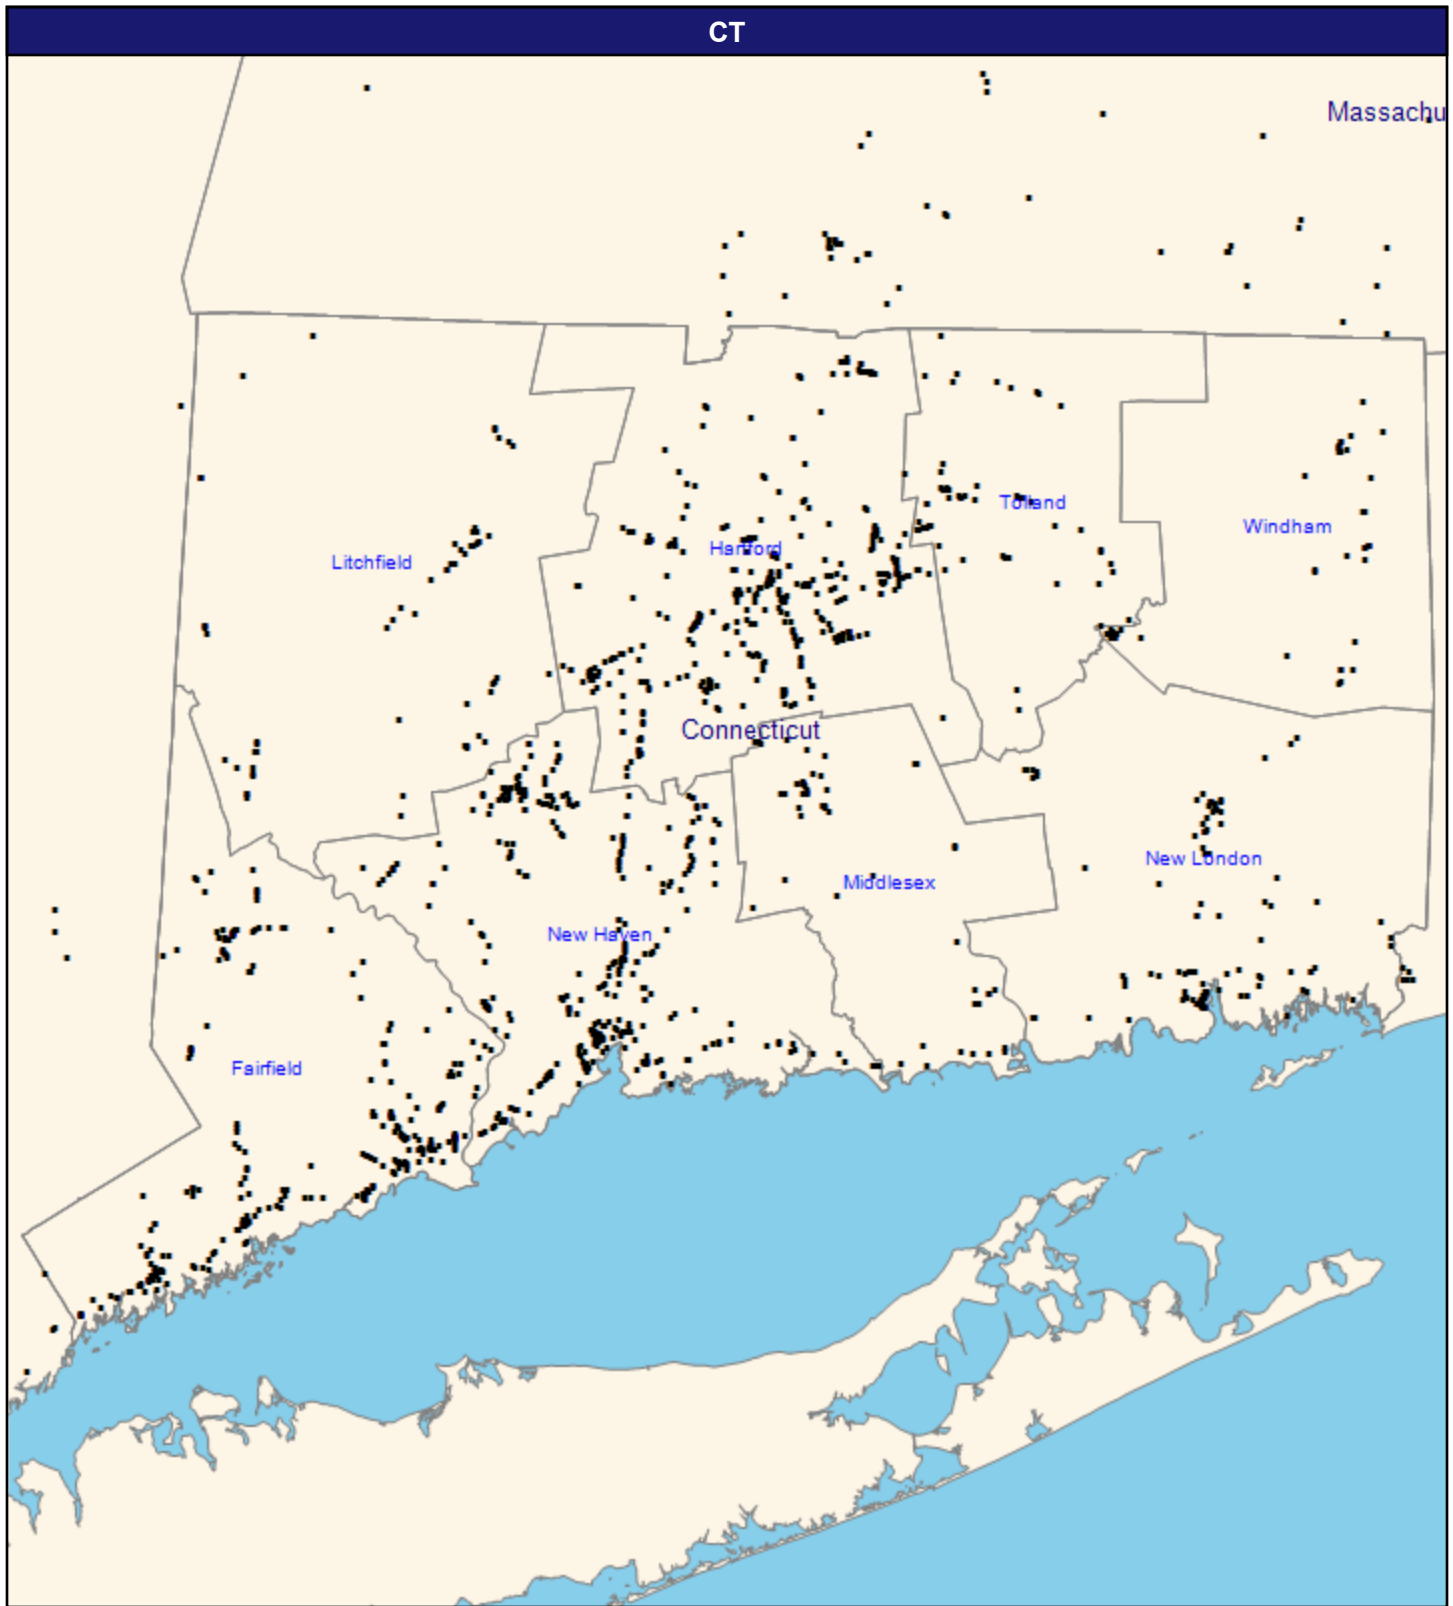 CT
Massachu
Tolland
Windham
Hartford
Litchfield
Connecticut
New London
Middlesex
New Haven
Fairfield